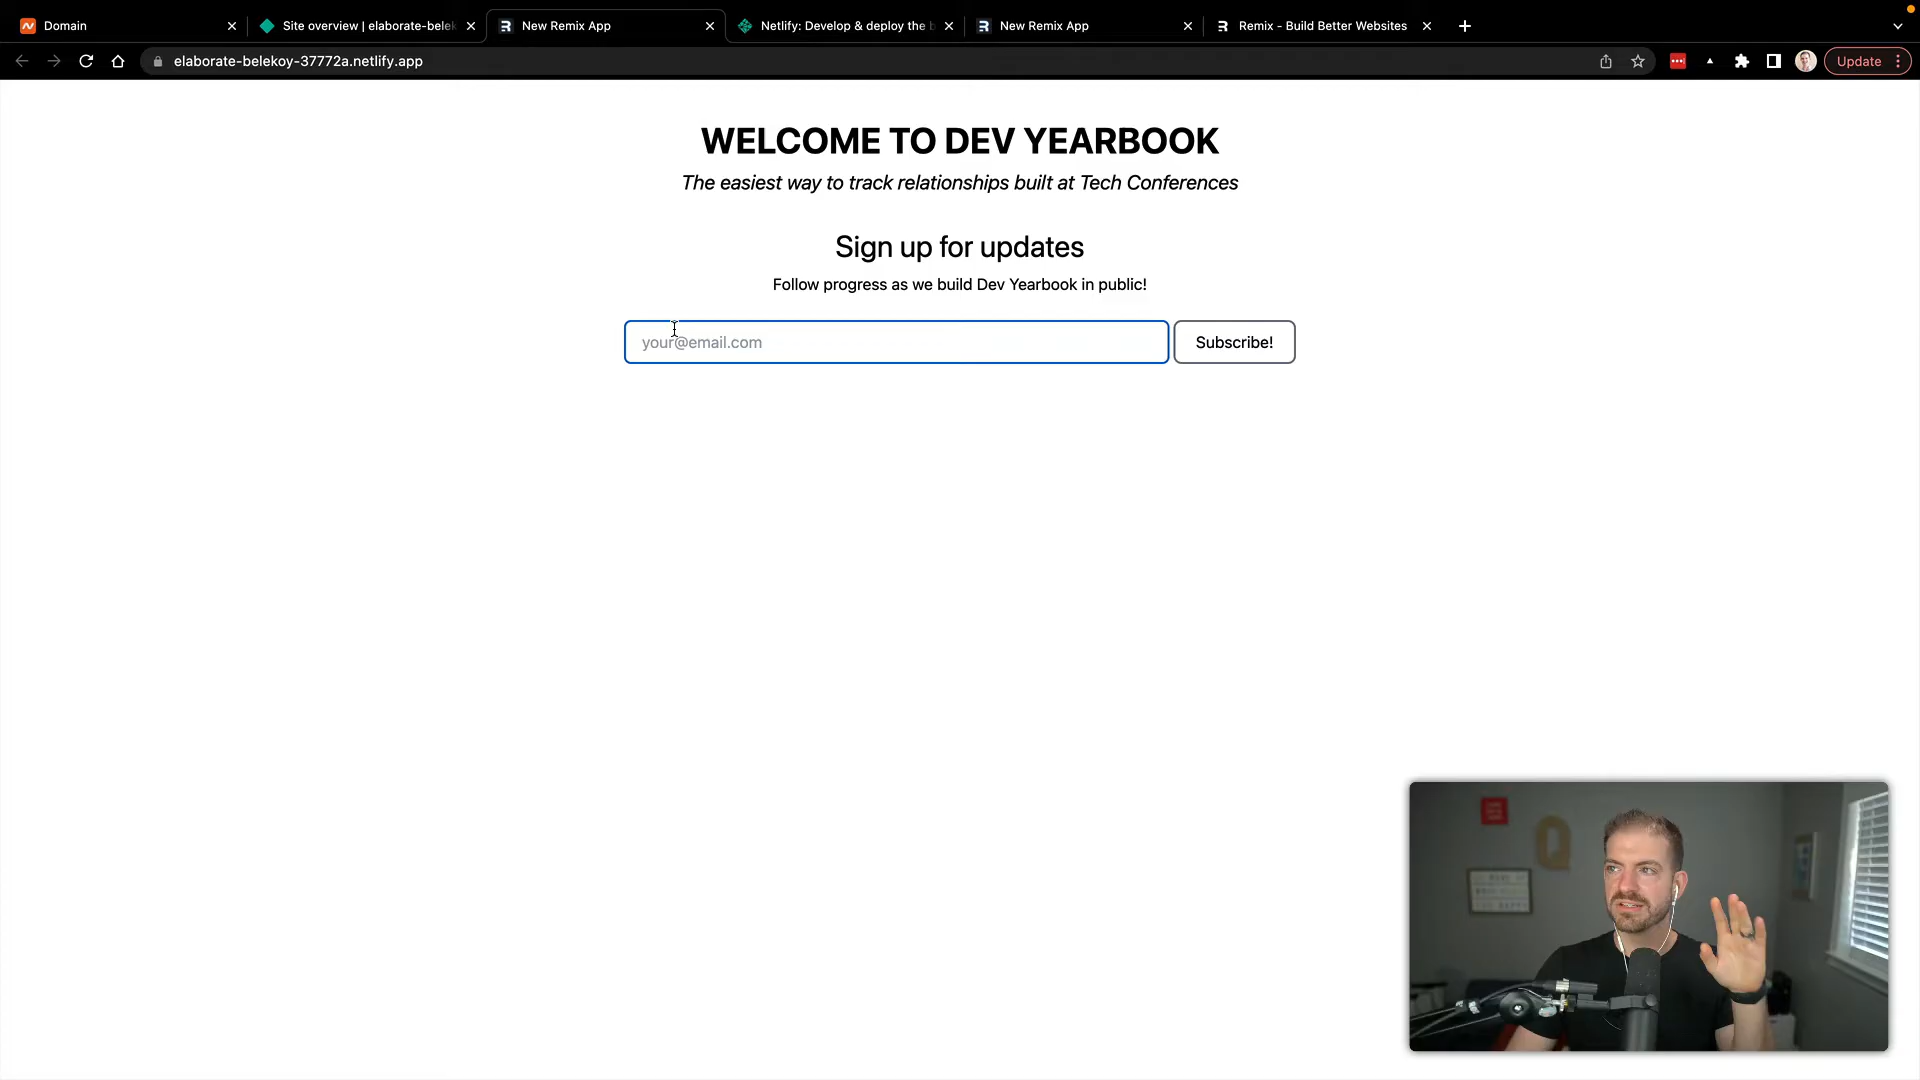 Domain
Site overview | elaborate-belek
New Remix App
Netlify: Develop & deploy the b
New Remix App
Remix - Build Better Websites
elaborate-belekoy-37772a.netlify.app
Update
WELCOME TO DEV YEARBOOK
The easiest way to track relationships built at Tech Conferences
Sign up for updates
Follow progress as we build Dev Yearbook in public!
your@email.com
Subscribe!